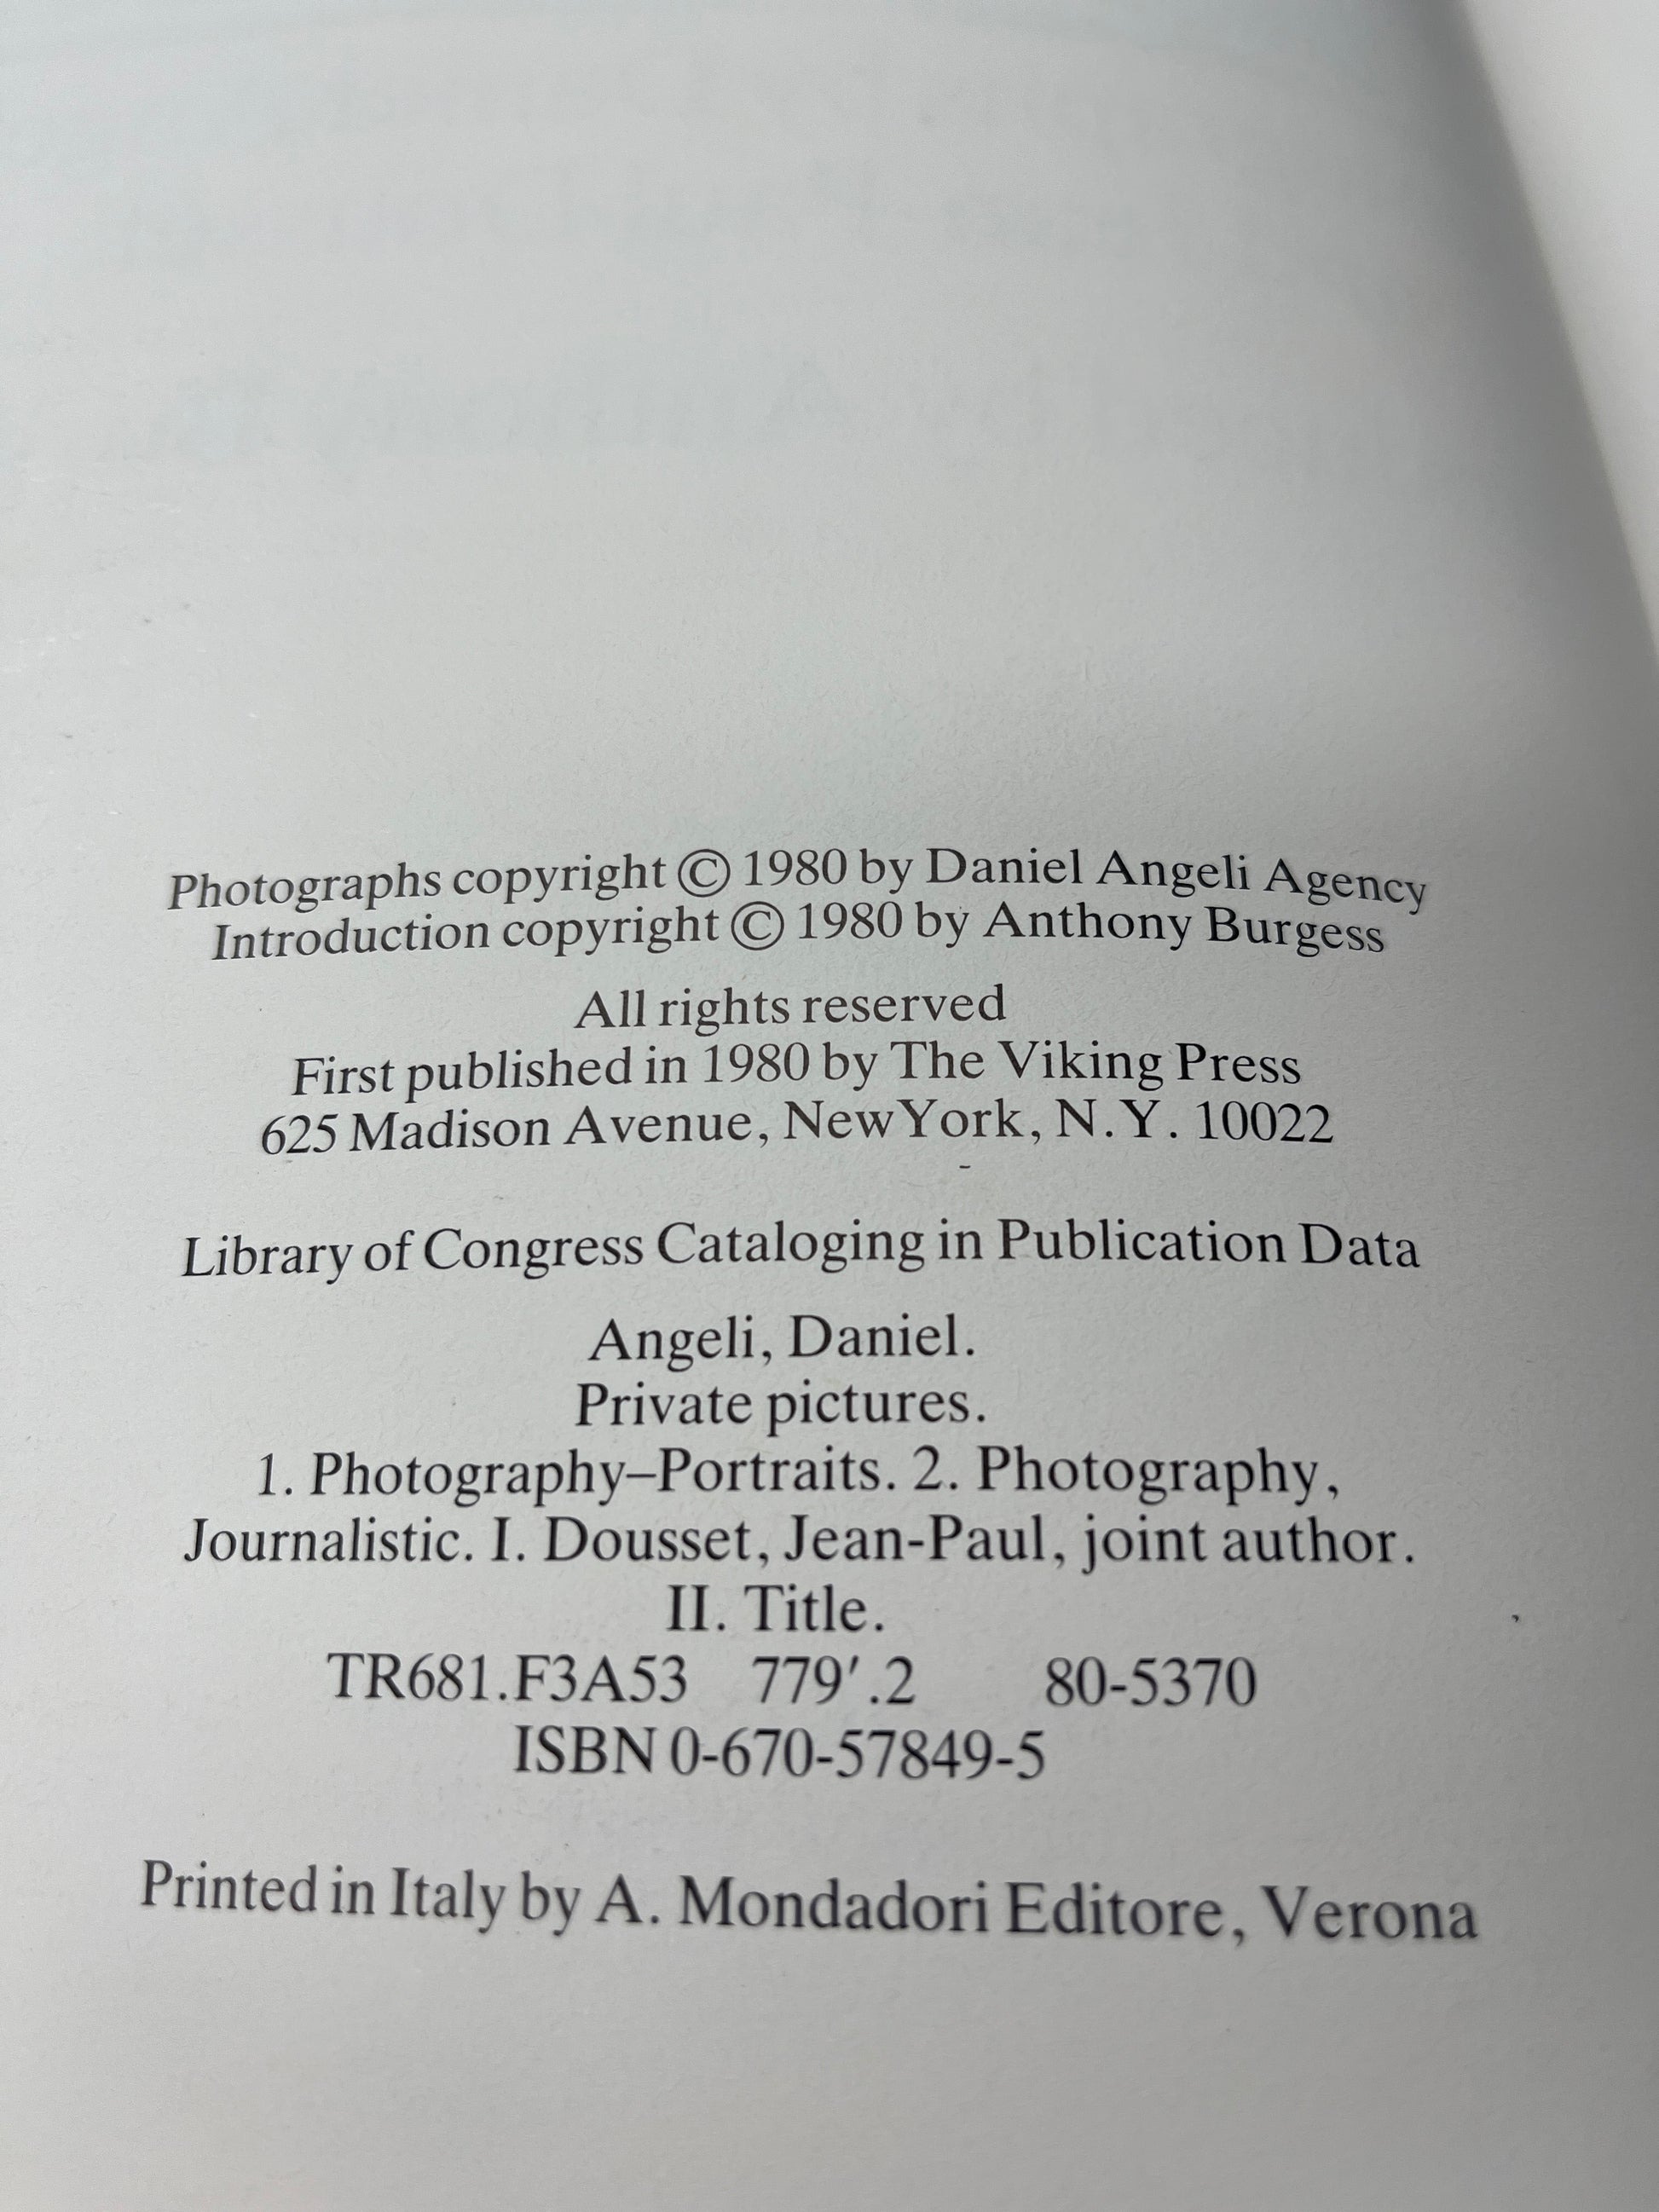 Photographs copyright © 1980 by Daniel Angeli Agency
Introduction copyright © 1980 by Anthony Burgess
All rights reserved
First published in 1980 by The Viking Press
625 Madison Avenue, New York, N.Y. 10022
Library of Congress Cataloging in Publication Data
Angeli, Daniel.
Private pictures.
1. Photography–Portraits. 2. Photography,
Journalistic. I. Dousset, Jean-Paul, joint author.
II. Title.
TR681.F3A53 779′.2 80-5370
ISBN 0-670-57849-5
Printed in Italy by A. Mondadori Editore, Verona